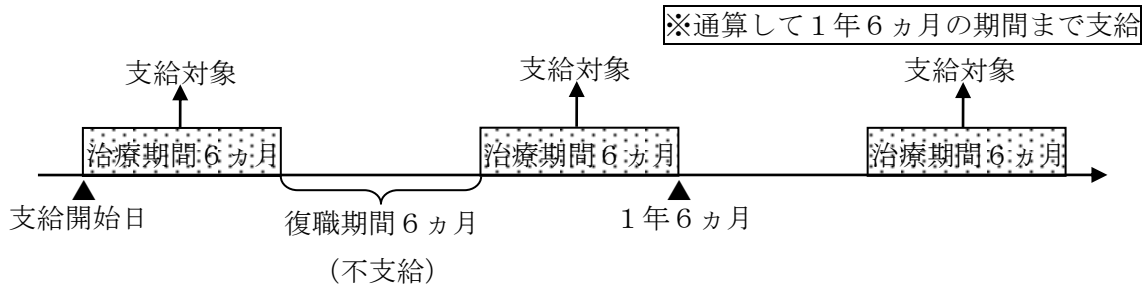 ※通算して１年６ヵ月の期間まで支給
支給対象
支給対象
支給対象
治療期間６ヵ月
治療期間６ヵ月
治療期間６ヵ月
支給開始日
復職期間６ヵ月
（不支給）
１年６ヵ月